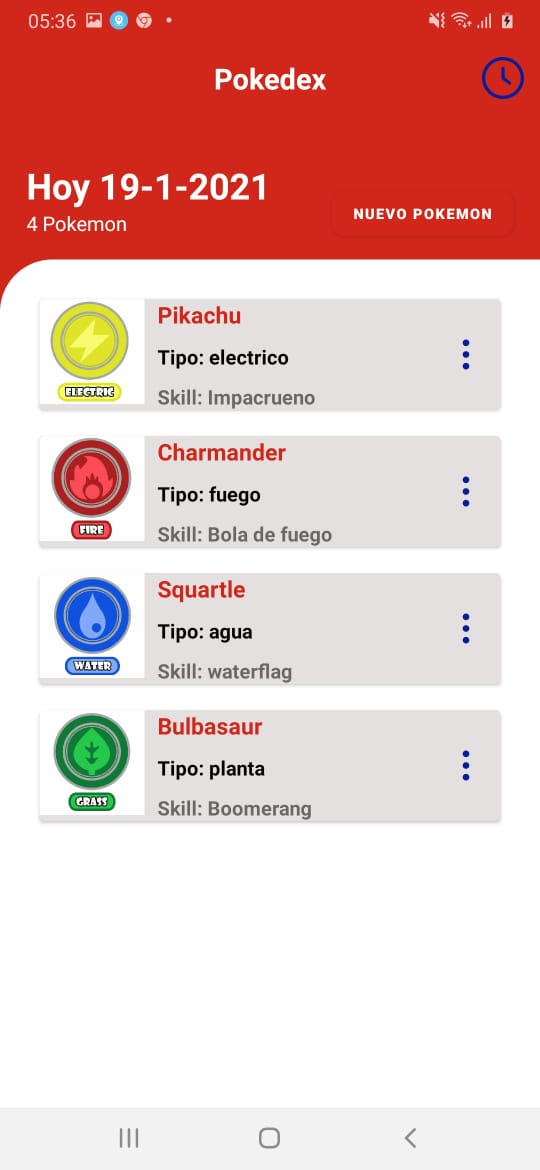 05:36
Pokedex
Hoy 19-1-2021
4 Pokemon
NUEVO POKEMON
Pikachu
Tipo: electrico
ELECTRIC
Skill: Impacrueno
Charmander
Tipo: fuego
FIRE
Skill: Bola de fuego
Squartle
Tipo: agua
WATER
Skill: waterflag
Bulbasaur
Tipo: planta
GRASS
Skill: Boomerang